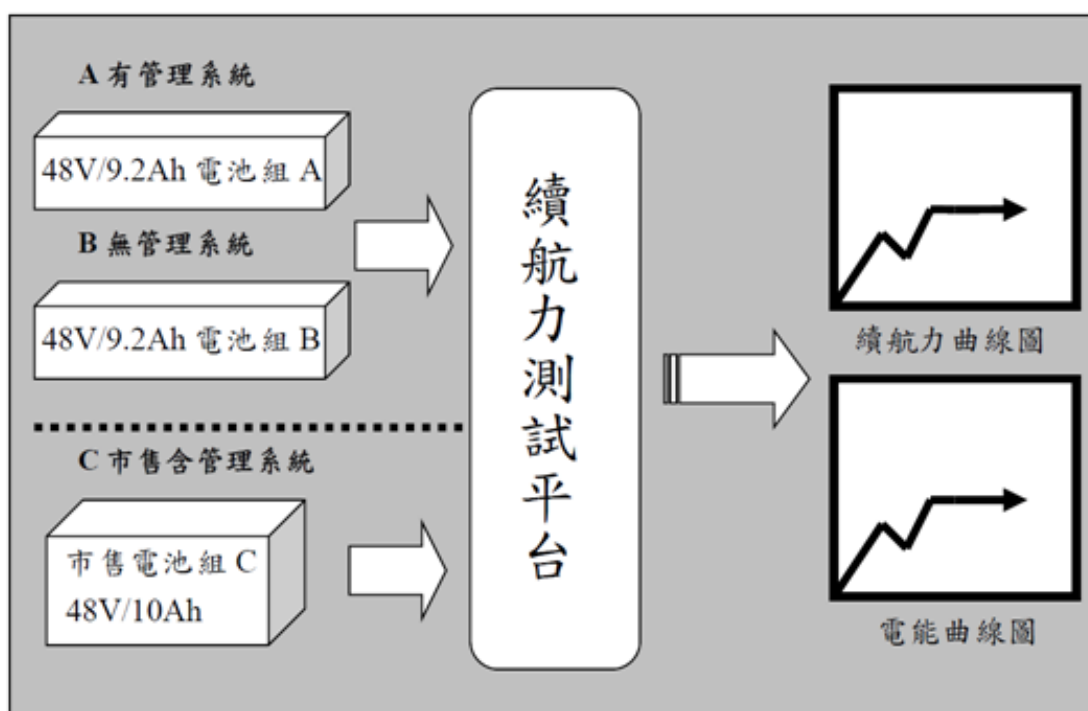 A 有管理系統
48V/9.2Ah 電池組 A
B 無管理系統
48V/9.2Ah 電池組 B
C 市售含管理系統
市售電池組 C
48V/10Ah
續航力測試平台
續航力曲線圖
電能曲線圖